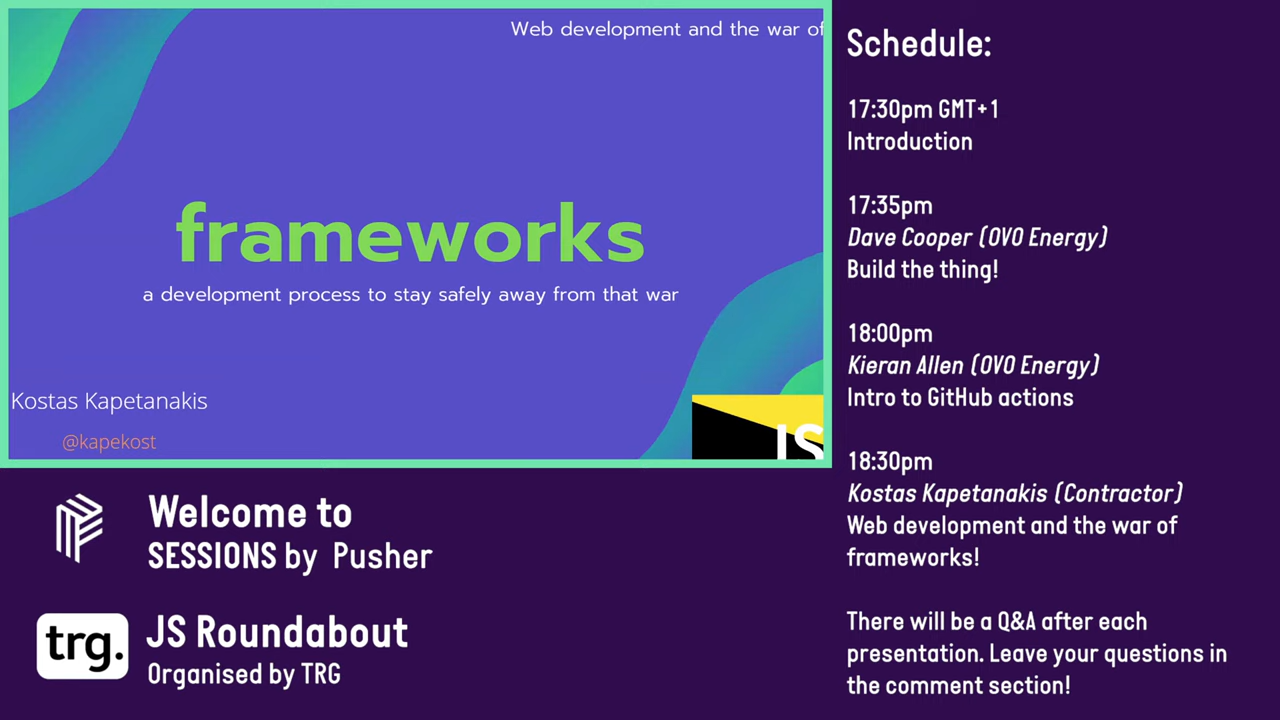 Web development and the war of
frameworks
a development process to stay safely away from that war
Kostas Kapetanakis
@kapekost
JS
Welcome to
SESSIONS by Pusher
trg.
JS Roundabout
Organised by TRG
Schedule:
17:30pm GMT+1
Introduction
17:35pm
Dave Cooper (OVO Energy)
Build the thing!
18:00pm
Kieran Allen (OVO Energy)
Intro to GitHub actions
18:30pm
Kostas Kapetanakis (Contractor)
Web development and the war of
frameworks!
There will be a Q&A after each
presentation. Leave your questions in
the comment section!